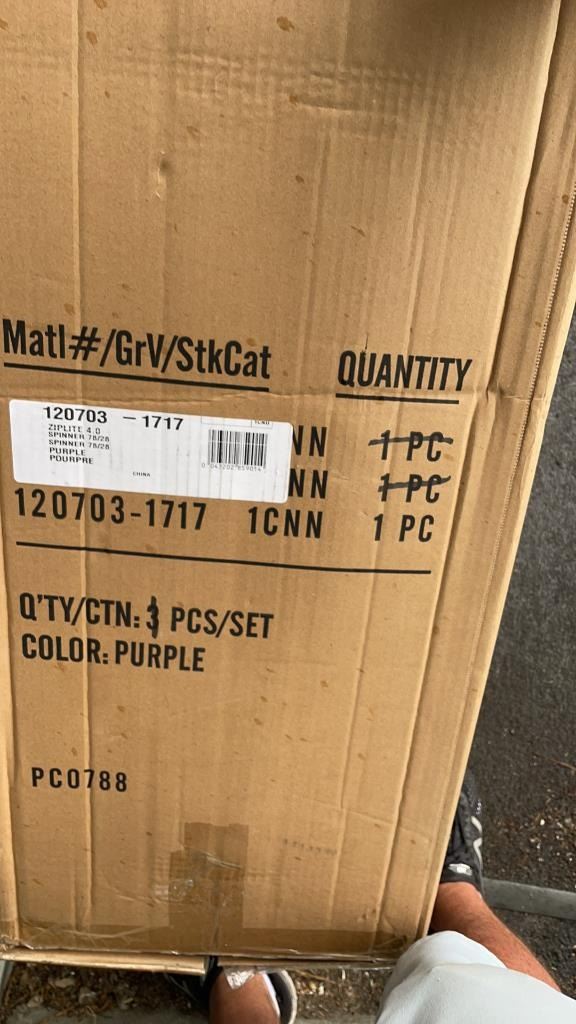 Matl#/GrV/StkCat QUANTITY
120703 - 1717
ZIPLITE 4.0
SPINNER 78/28
SPINNER 78/28
PURPLE
POURPRE
CHINA
NN 1 PC
NN 1 PC
120703-1717 1CNN 1 PC
Q'TY/CTN: PCS/SET
COLOR: PURPLE
PC0788